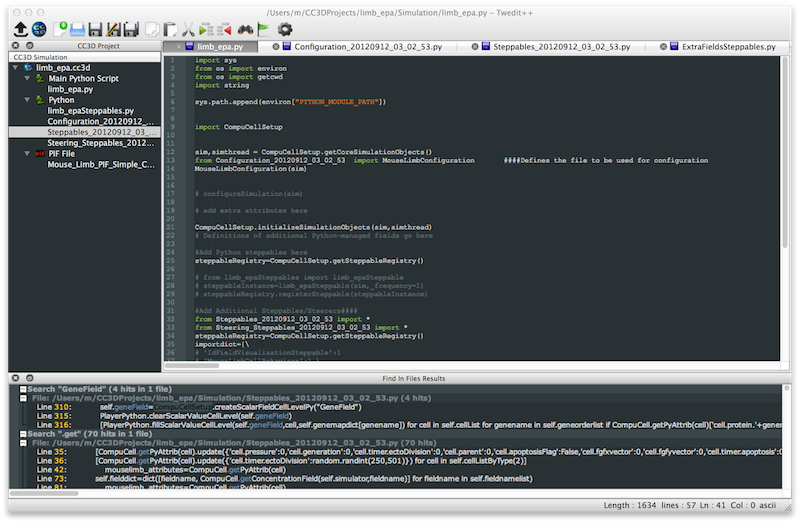 /Users/m/CC3DProjects/limb_epa/Simulation/limb_epa.py - Twedit++
CC3D Project
CC3D Simulation
limb_epa.cc3d
Main Python Script
limb_epa.py
Python
limb_epaSteppables.py
Configuration_20120912_03_0_2...
Steppables_20120912_03_...
Steering_Steppables_2012...
PIF File
Mouse_Limb_PIF_Simple_C...
limb_epa.py
Configuration_20120912_03_02_53.py
Steppables_20120912_03_02_53.py
ExtraFieldsSteppables.py
1 import sys
2 from os import environ
3 from os import getcwd
4 import string
5
6 sys.path.append(environ["PYTHON_MODULE_PATH"])
7
8
9 import CompuCellSetup
10
11
12 sim,simthread = CompuCellSetup.getCoreSimulationObjects()
13 from Configuration_20120912_03_02_53 import MouseLimbConfiguration ####Defines the file to be used for configuration
14 MouseLimbConfiguration(sim)
15
16
17 # configureSimulation(sim)
18
19 # add extra attributes here
20
21 CompuCellSetup.initializeSimulationObjects(sim,simthread)
22 # Definitions of additional Python-managed fields go here
23
24 #Add Python steppables here
25 steppableRegistry=CompuCellSetup.getSteppableRegistry()
26
27 # from limb_epaSteppables import limb_epaSteppable
28 # steppableInstance=limb_epaSteppable(sim,_frequency=1)
29 # steppableRegistry.registerSteppable(steppableInstance)
30
31 #Add Additional Steppables/Steerers####
32 from Steppables_20120912_03_02_53 import *
33 from Steering_Steppables_20120912_03_02_53 import *
34 steppableRegistry=CompuCellSetup.getSteppableRegistry()
35 importdict={\
36 # 'IdFieldVisualisationSteppable':1
Find In Files Results
Search "GeneField" (4 hits in 1 file)
File: /Users/m/CC3DProjects/limb_epa/Simulation/Steppables_20120912_03_02_53.py (4 hits)
Line 310: self.geneField=CompuCellSetup.createScalarFieldCellLevelPy("GeneField")
Line 315: PlayerPython.clearScalarValueCellLevel(self.geneField)
Line 316: [PlayerPython.fillScalarValueCellLevel(self.geneField,cell,self.genemapdict[genename]) for cell in self.cellList for genename in self.geneorderlist if CompuCell.getPyAttrib(cell)['cell.protein.'+genen
Search ".get" (70 hits in 1 file)
File: /Users/m/CC3DProjects/limb_epa/Simulation/Steppables_20120912_03_02_53.py (70 hits)
Line 35: [CompuCell.getPyAttrib(cell).update({'cell.pressure':0,'cell.generation':0,'cell.timer.ectoDivision':0,'cell.parent':0,'cell.apoptosisFlag':False,'cell.fgfxvector':0,'cell.fgfyvector':0,'cell.timer.apoptosis':0
Line 36: [CompuCell.getPyAttrib(cell).update({'cell.timer.ectoDivision':random.randint(250,501)}) for cell in self.cellListByType(2)]
Line 42: mouselimb_attributes=CompuCell.getPyAttrib(cell)
Line 73: self.fielddict=dict([[fieldname, CompuCell.getConcentrationField(self.simulator,fieldname)] for fieldname in self.fieldnamelist)
Line 81: mouselimb_attributes=CompuCell.getPyAttrib(cell)
Length : 1634 lines : 57 Ln : 41 Col : 0 ascii